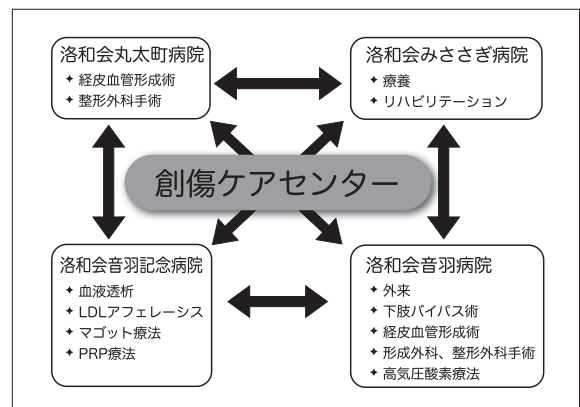 洛和会丸太町病院
✦ 経皮血管形成術
✦ 整形外科手術
洛和会みささぎ病院
✦ 療養
✦ リハビリテーション
創傷ケアセンター
洛和会音羽記念病院
✦ 血液透析
✦ LDLアフェレーシス
✦ マゴット療法
✦ PRP療法
洛和会音羽病院
✦ 外来
✦ 下肢バイパス術
✦ 経皮血管形成術
✦ 形成外科、整形外科手術
✦ 高気圧酸素療法